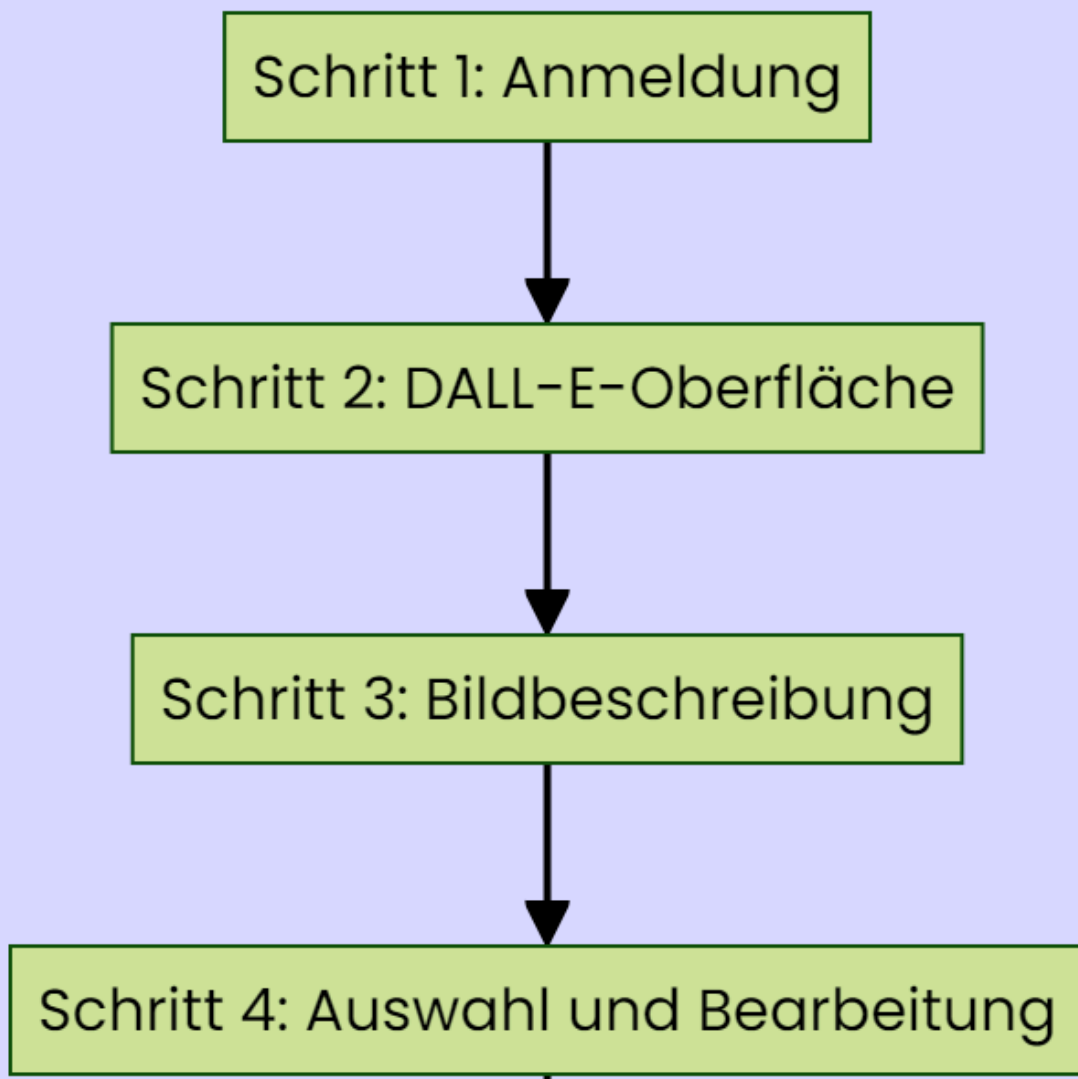 Schritt 1: Anmeldung
Schritt 2: DALL-E-Oberfläche
Schritt 3: Bildbeschreibung
Schritt 4: Auswahl und Bearbeitung